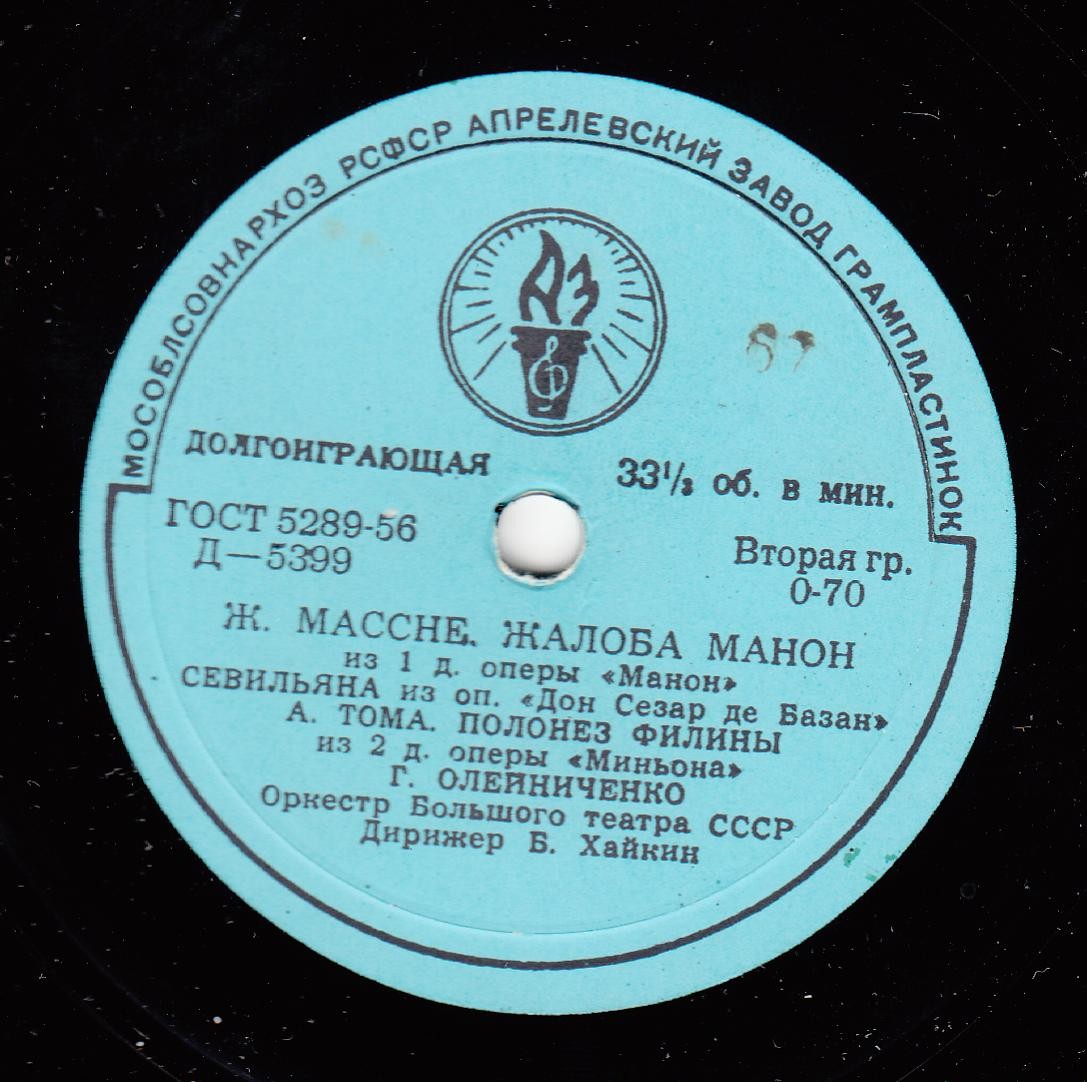 МОСОБЛСОВНАРХОЗ РСФСР АПРЕЛЕВСКИЙ ЗАВОД ГРАМПЛАСТИНОК
АЗ
67
ДОЛГОИГРАЮЩАЯ 33⅓ об. в мин.
ГОСТ 5289-56
Д—5399
Вторая гр.
0-70
Ж. МАССНЕ. ЖАЛОБА МАНОН
из 1 д. оперы «Манон»
СЕВИЛЬЯНА из оп. «Дон Сезар де Базан»
А. ТОМА. ПОЛОНЕЗ ФИЛИНЫ
из 2 д. оперы «Миньона»
Г. ОЛЕЙНИЧЕНКО
Оркестр Большого театра СССР
Дирижер Б. Хайкин